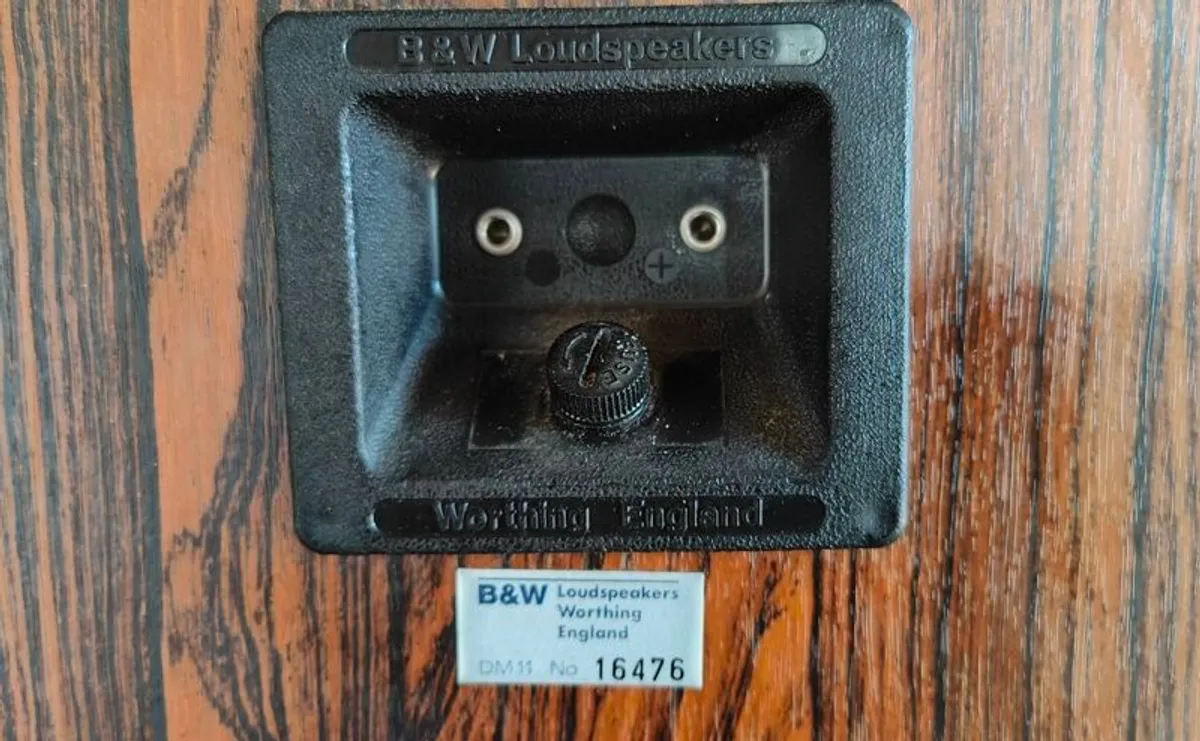 B & W Loudspeakers
+
FUSE
Worthing England
B&W Loudspeakers
Worthing
England
DM11 No 16476